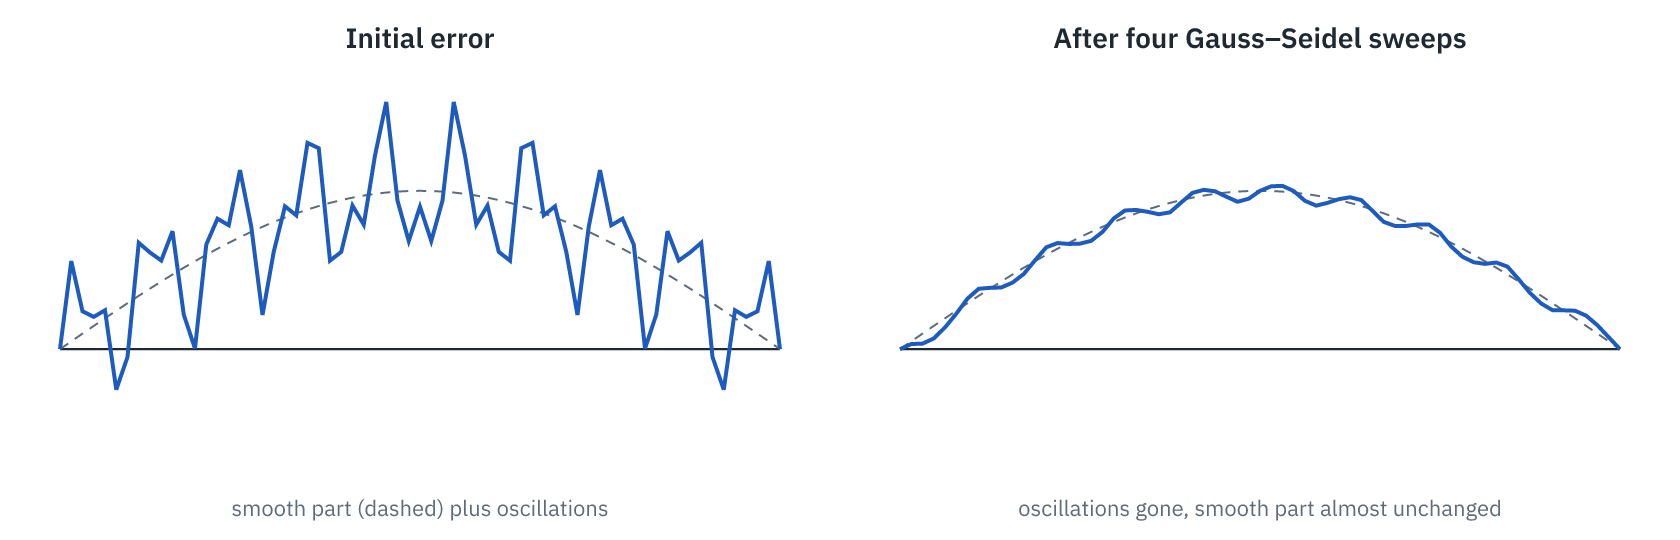 Initial error
After four Gauss–Seidel sweeps
smooth part (dashed) plus oscillations
oscillations gone, smooth part almost unchanged